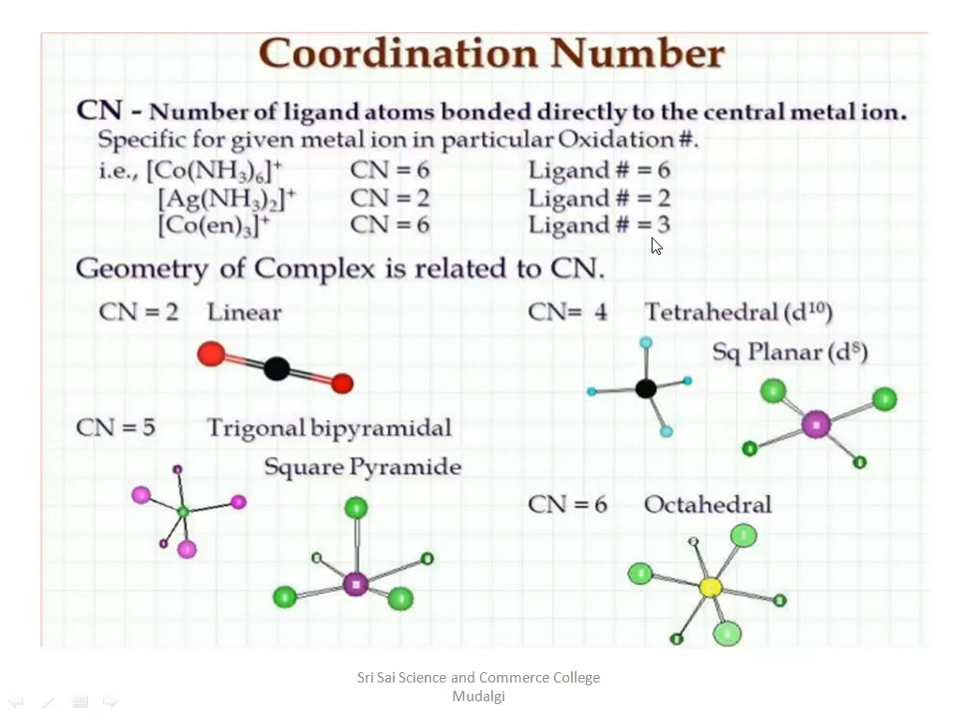 Coordination Number
CN - Number of ligand atoms bonded directly to the central metal ion.
Specific for given metal ion in particular Oxidation #.
i.e., [Co(NH₃)₆]⁺ CN = 6 Ligand # = 6
[Ag(NH₃)₂]⁺ CN = 2 Ligand # = 2
[Co(en)₃]⁺ CN = 6 Ligand # = 3
Geometry of Complex is related to CN.
CN = 2 Linear
CN= 4 Tetrahedral (d¹⁰)
Sq Planar (d⁸)
CN = 5 Trigonal bipyramidal
Square Pyramide
CN = 6 Octahedral
Sri Sai Science and Commerce College
Mudalgi